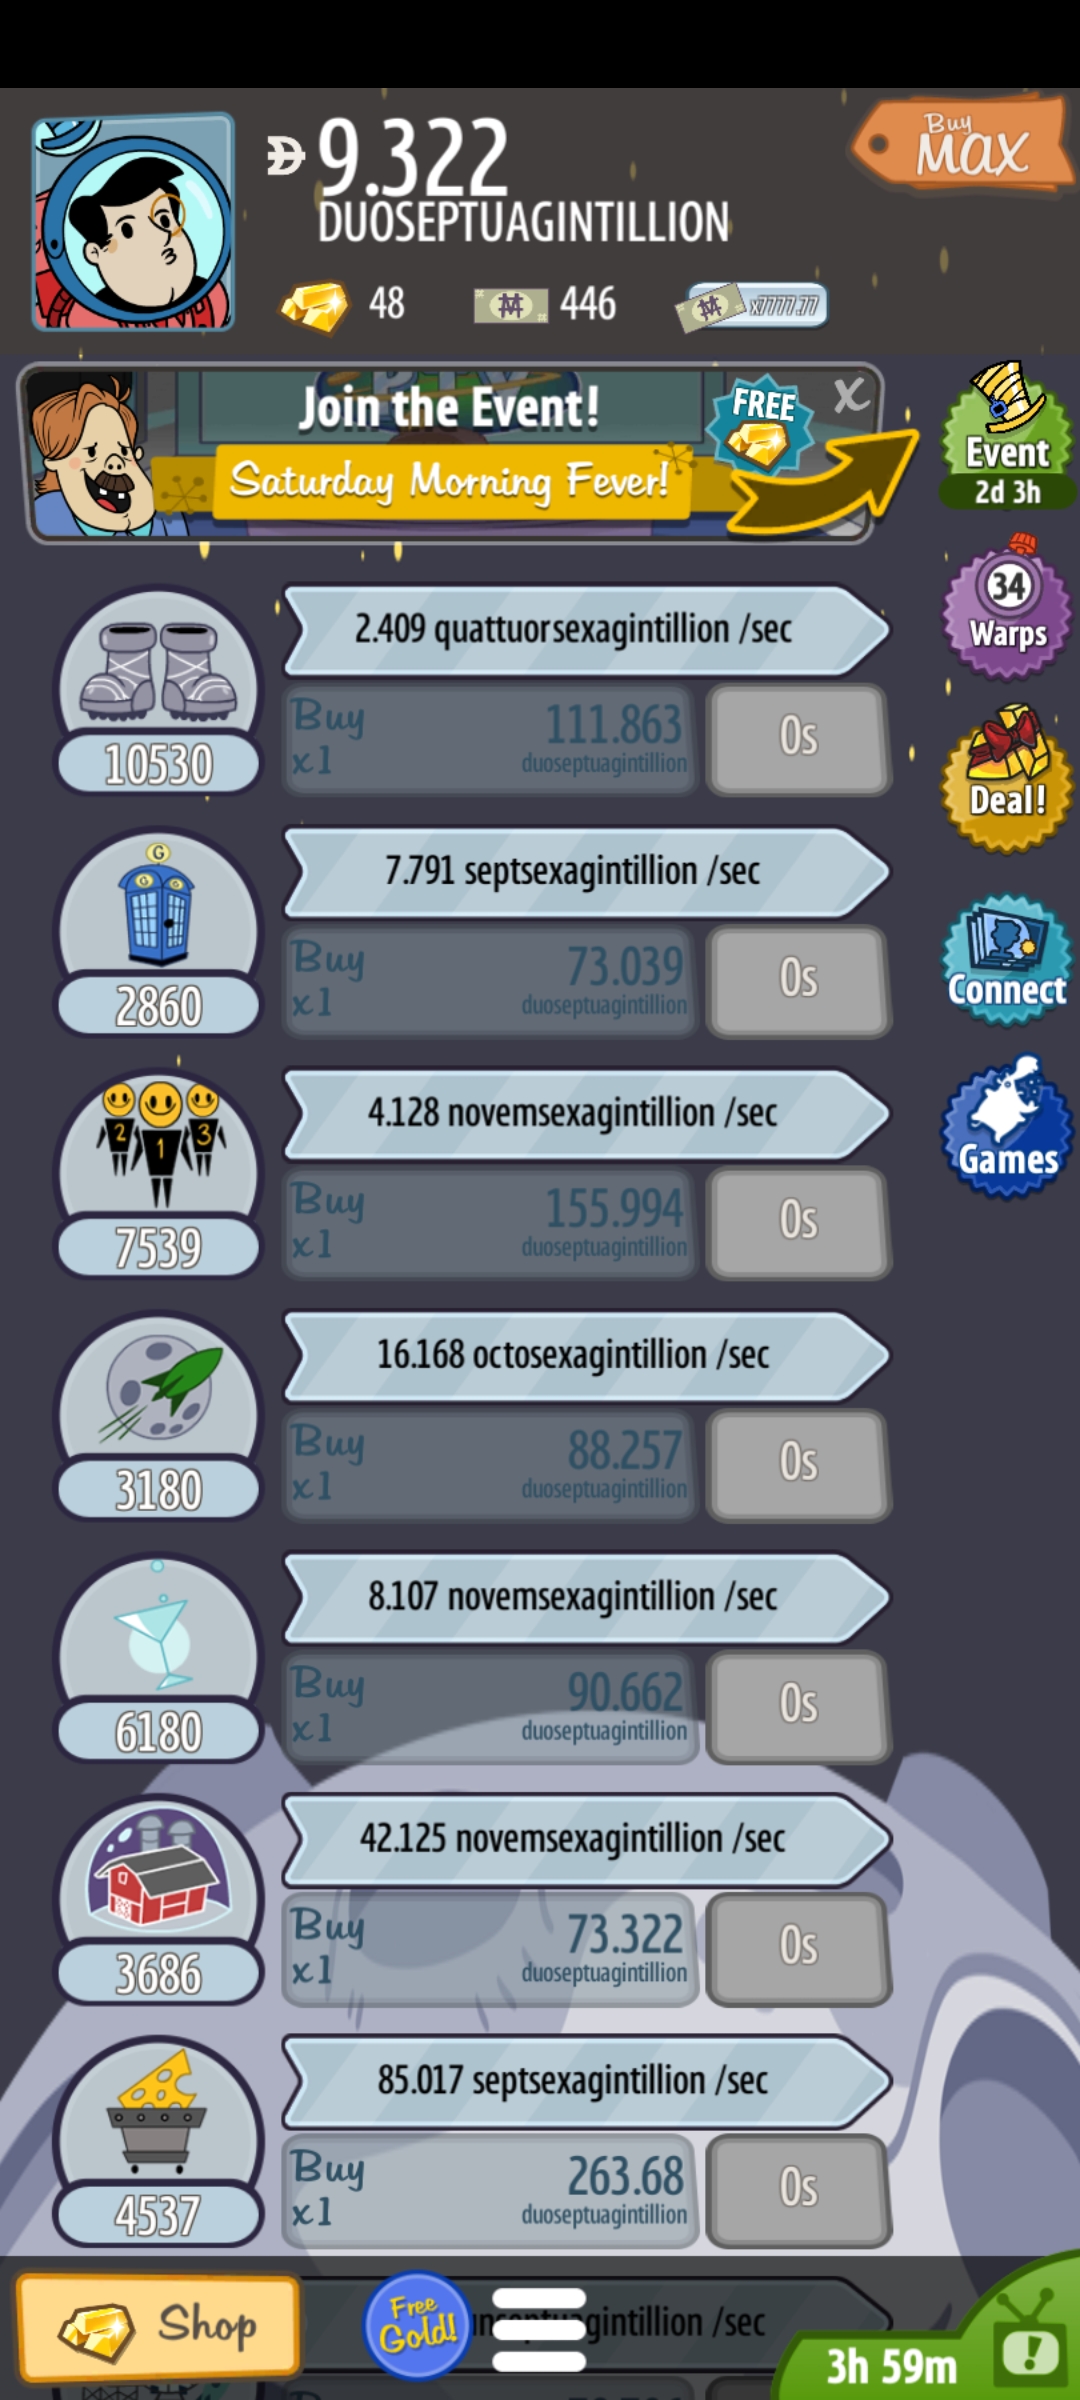 Buy
MAX
9.322
DUOSEPTUAGINTILLION
48
446
x7777.77
Join the Event!
FREE
X
Saturday Morning Fever!
Event
2d 3h
2.409 quattuorsexagintillion /sec
34
Warps
Buy
x1
111.863
duoseptuagintillion
0s
10530
Deal!
7.791 septsexagintillion /sec
G
G G
Buy
x1
73.039
duoseptuagintillion
0s
2860
Connect
4.128 novemsexagintillion /sec
2 1 3
Games
Buy
x1
155.994
duoseptuagintillion
0s
7539
16.168 octosexagintillion /sec
Buy
x1
88.257
duoseptuagintillion
0s
3180
8.107 novemsexagintillion /sec
Buy
x1
90.662
duoseptuagintillion
0s
6180
42.125 novemsexagintillion /sec
Buy
x1
73.322
duoseptuagintillion
0s
3686
85.017 septsexagintillion /sec
Buy
x1
263.68
duoseptuagintillion
0s
4537
Shop
Free
Gold!
/sec
3h 59m
!